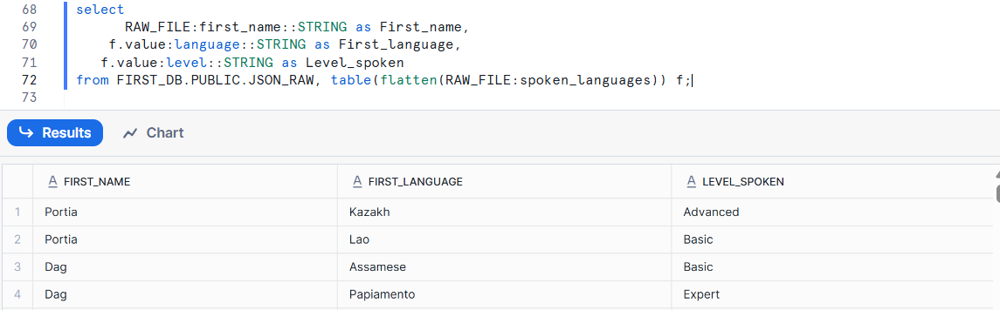 68 select
69 RAW_FILE:first_name::STRING as First_name,
70 f.value:language::STRING as First_language,
71 f.value:level::STRING as Level_spoken
72 from FIRST_DB.PUBLIC.JSON_RAW, table(flatten(RAW_FILE:spoken_languages)) f;
73
Results Chart
A FIRST_NAME A FIRST_LANGUAGE A LEVEL_SPOKEN
1 Portia Kazakh Advanced
2 Portia Lao Basic
3 Dag Assamese Basic
4 Dag Papiamento Expert